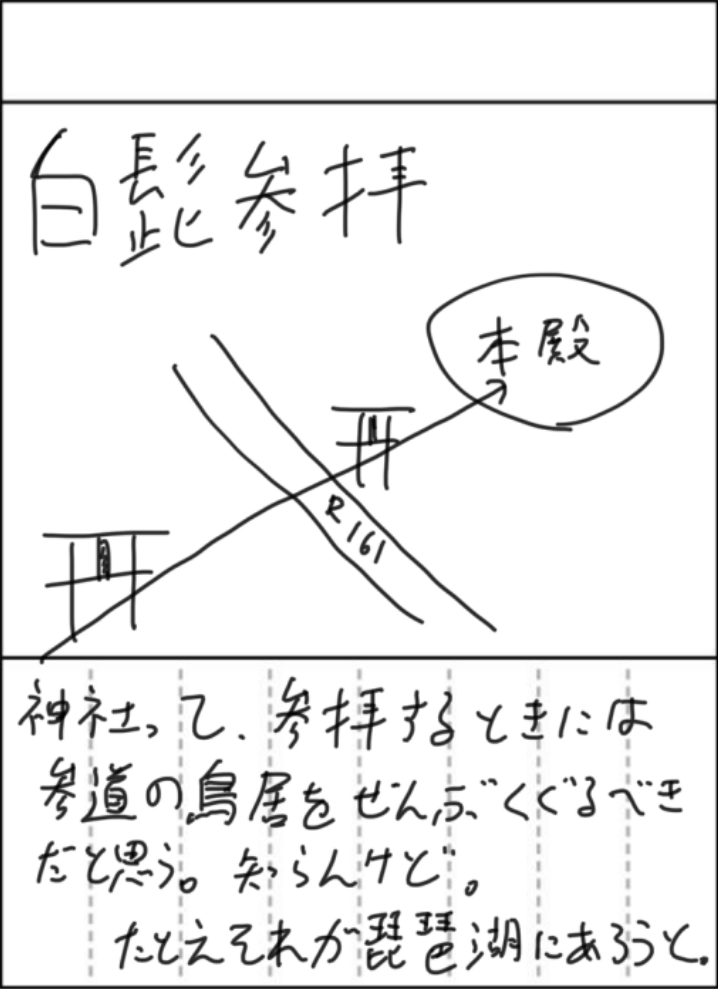 白髭参拝
本殿
R161
神社って、参拝するときには
参道の鳥居をぜんぶくぐるべき
だと思う。知らんけど。
たとえそれが琵琶湖にあろうと。